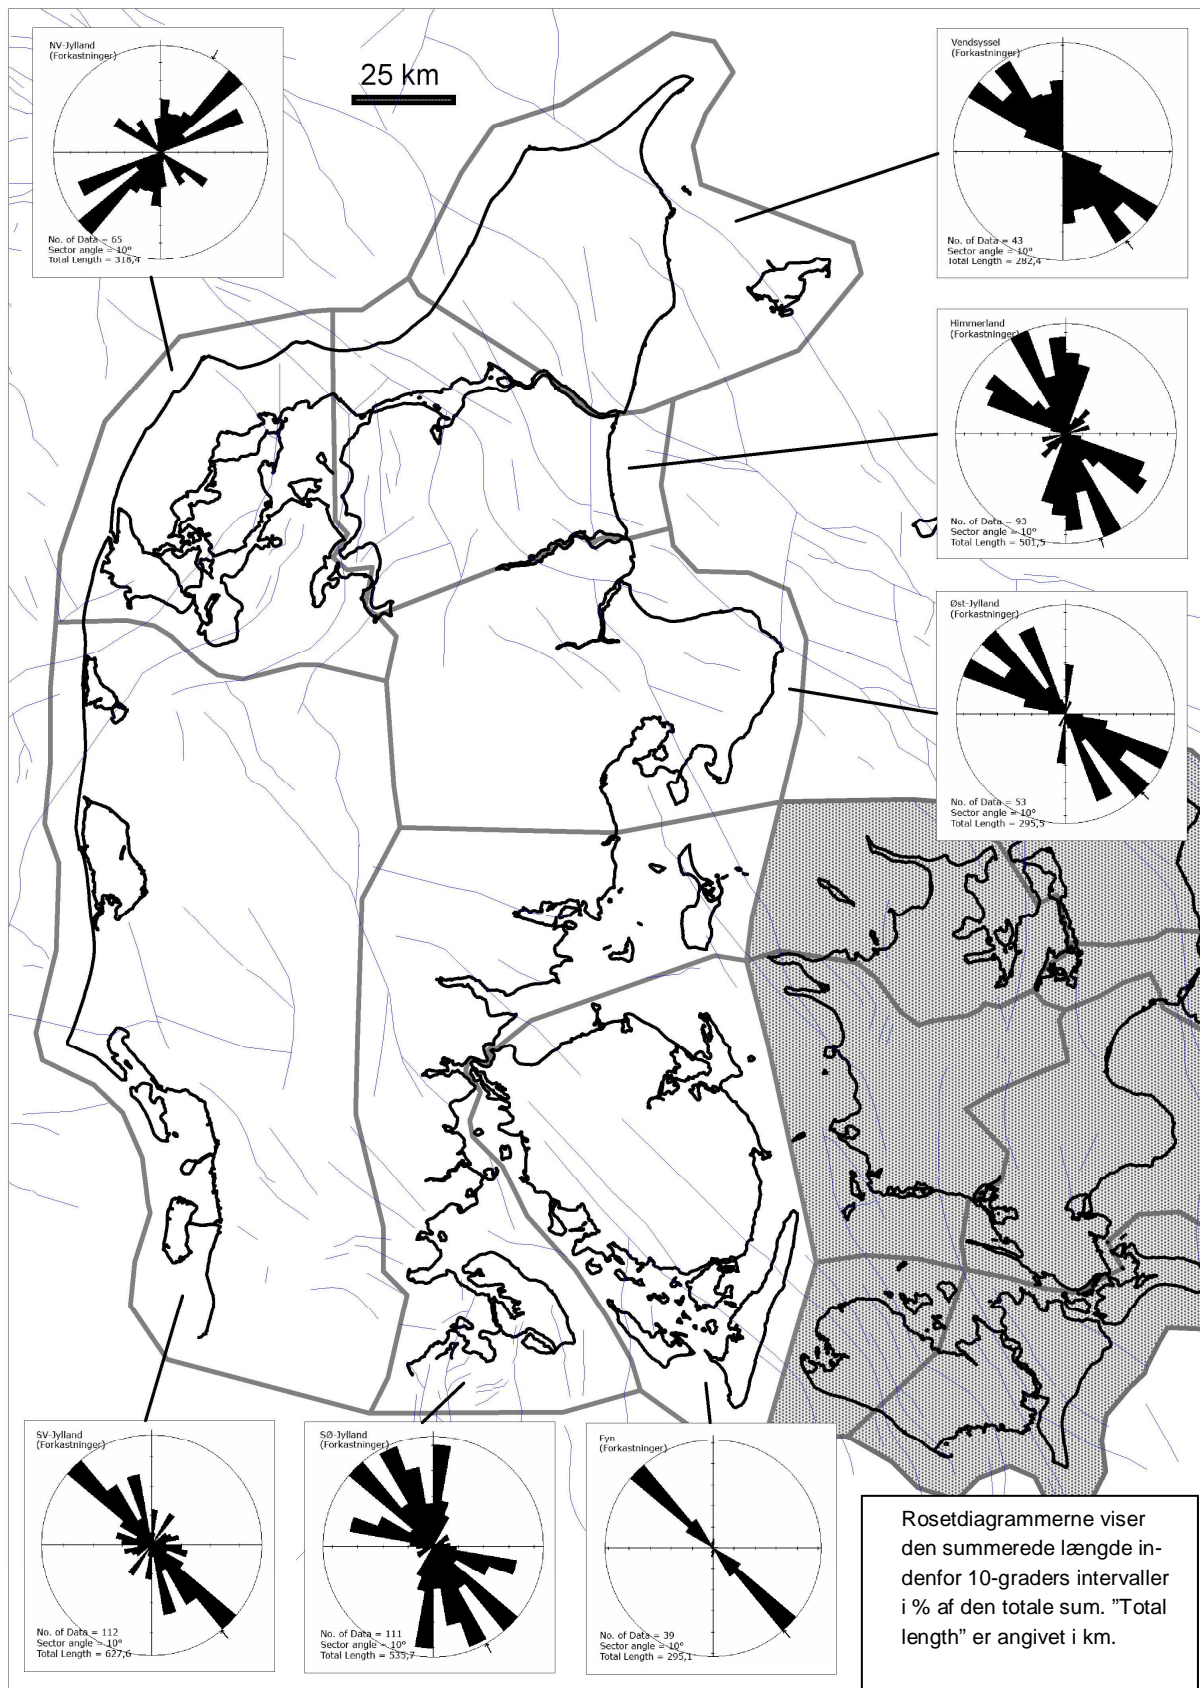 NV-Jylland
(Forkastninger)
No. of Data = 65
Sector angle = 10°
Total Length = 318,4
25 km
Vendsyssel
(Forkastninger)
No. of Data = 43
Sector angle = 10°
Total Length = 282,4
Himmerland
(Forkastninger)
No. of Data = 93
Sector angle = 10°
Total Length = 501,5
Øst-Jylland
(Forkastninger)
No. of Data = 53
Sector angle = 10°
Total Length = 295,5
SV-Jylland
(Forkastninger)
No. of Data = 112
Sector angle = 10°
Total Length = 627,6
SØ-Jylland
(Forkastninger)
No. of Data = 111
Sector angle = 10°
Total Length = 535,7
Fyn
(Forkastninger)
No. of Data = 39
Sector angle = 10°
Total Length = 295,1
Rosetdiagrammerne viser
den summerede længde in-
denfor 10-graders intervaller
i % af den totale sum. ”Total
length” er angivet i km.